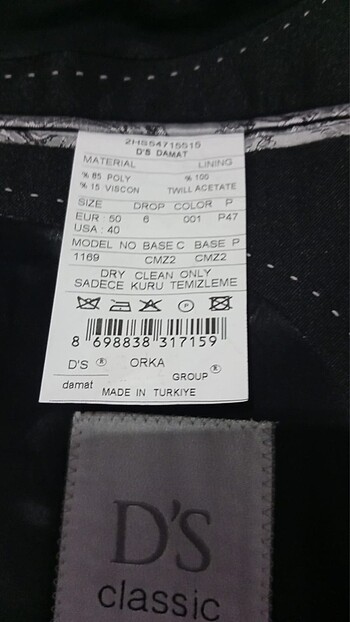 2HS54715515
D'S DAMAT
MATERIAL LINING
% 85 POLY % 100
% 15 VISCON TWILL ACETATE
SIZE DROP COLOR P
EUR : 50 6 001 P47
USA : 40
MODEL NO BASE C BASE P
1169 CMZ2 CMZ2
DRY CLEAN ONLY
SADECE KURU TEMIZLEME
P
8 698838 317159
D'S ® ORKA
damat GROUP ®
MADE IN TURKIYE
D'S
classic